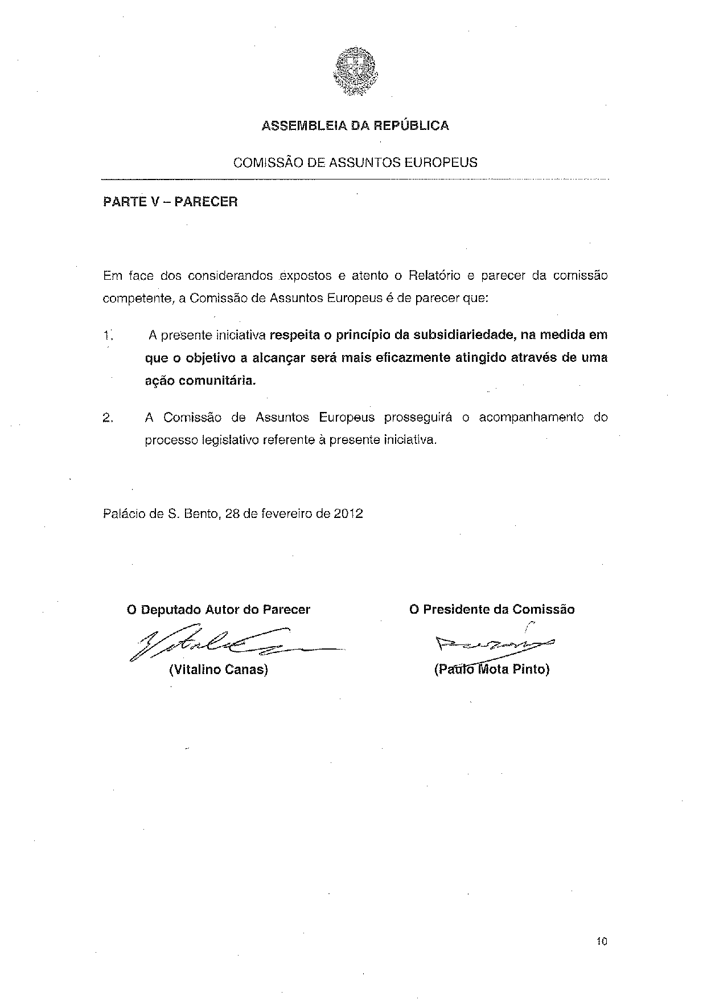 ASSEMBLEIA DA REPÚBLICA
COMISSÃO DE ASSUNTOS EUROPEUS
PARTE V – PARECER
Em face dos considerandos expostos e atento o Relatório e parecer da comissão
competente, a Comissão de Assuntos Europeus é de parecer que:
1. A presente iniciativa respeita o princípio da subsidiariedade, na medida em
que o objetivo a alcançar será mais eficazmente atingido através de uma
ação comunitária.
2. A Comissão de Assuntos Europeus prosseguirá o acompanhamento do
processo legislativo referente à presente iniciativa.
Palácio de S. Bento, 28 de fevereiro de 2012
O Deputado Autor do Parecer O Presidente da Comissão
(Vitalino Canas) (Paulo Mota Pinto)
10